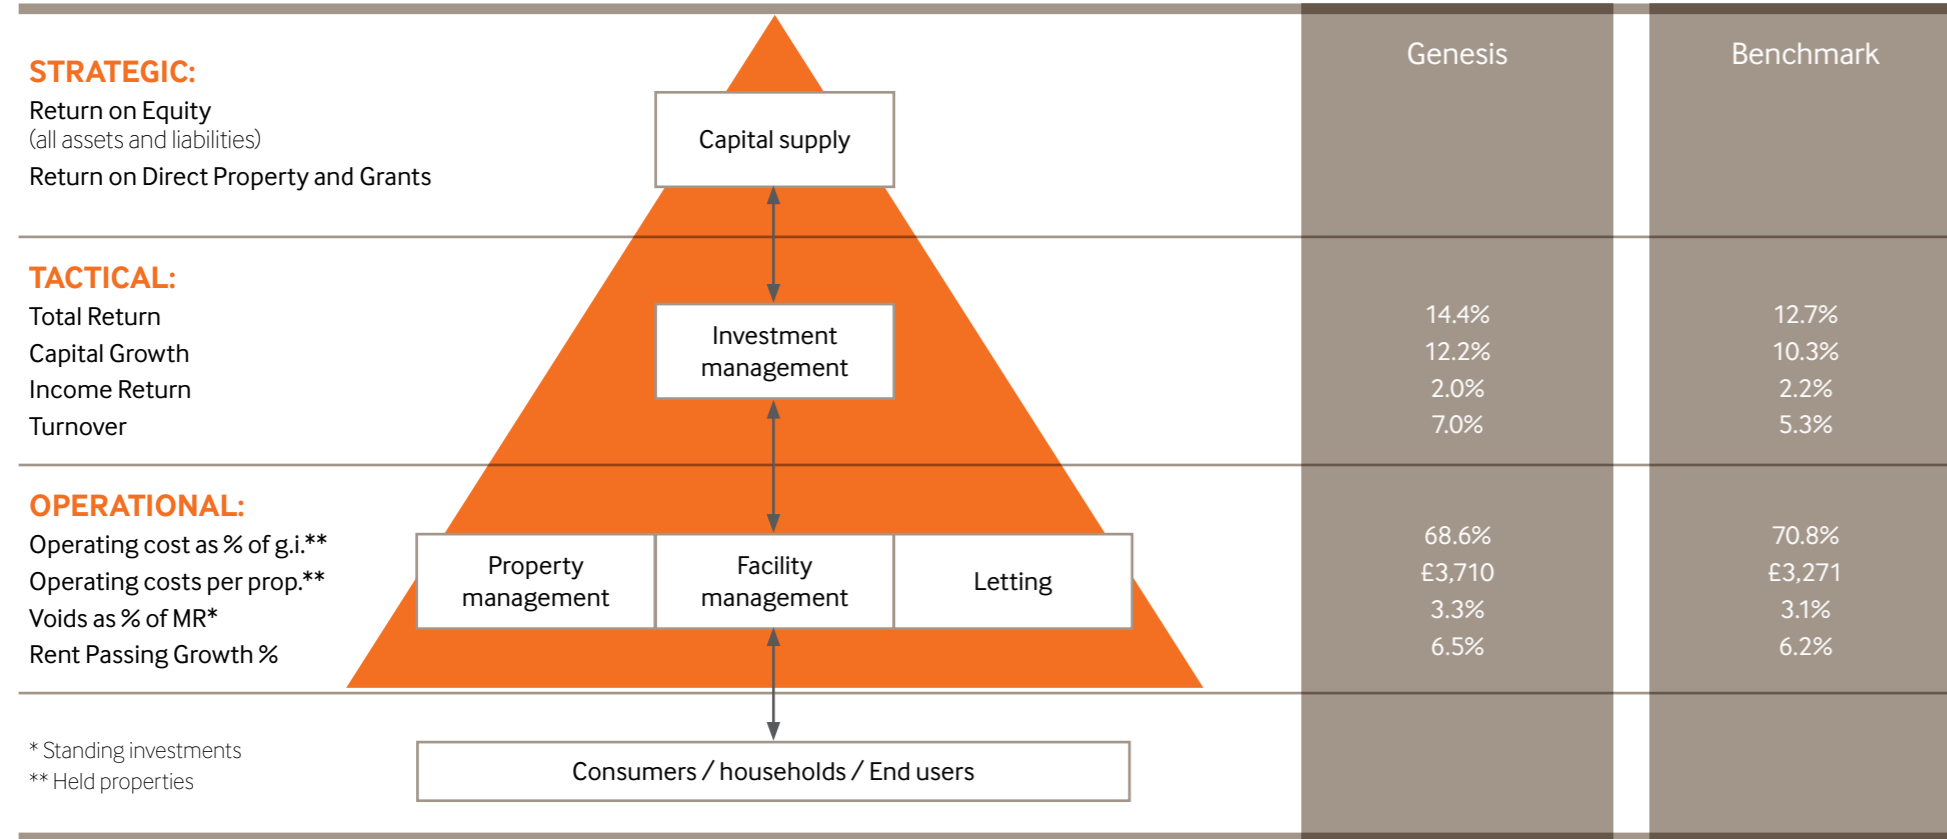 Genesis
Benchmark
STRATEGIC:
Return on Equity
(all assets and liabilities)
Return on Direct Property and Grants
Capital supply
TACTICAL:
Total Return 14.4% 12.7%
Capital Growth 12.2% 10.3%
Income Return 2.0% 2.2%
Turnover 7.0% 5.3%
Investment
management
OPERATIONAL:
Operating cost as % of g.i.** 68.6% 70.8%
Operating costs per prop.** £3,710 £3,271
Voids as % of MR* 3.3% 3.1%
Rent Passing Growth % 6.5% 6.2%
Property
management
Facility
management
Letting
* Standing investments
** Held properties
Consumers / households / End users